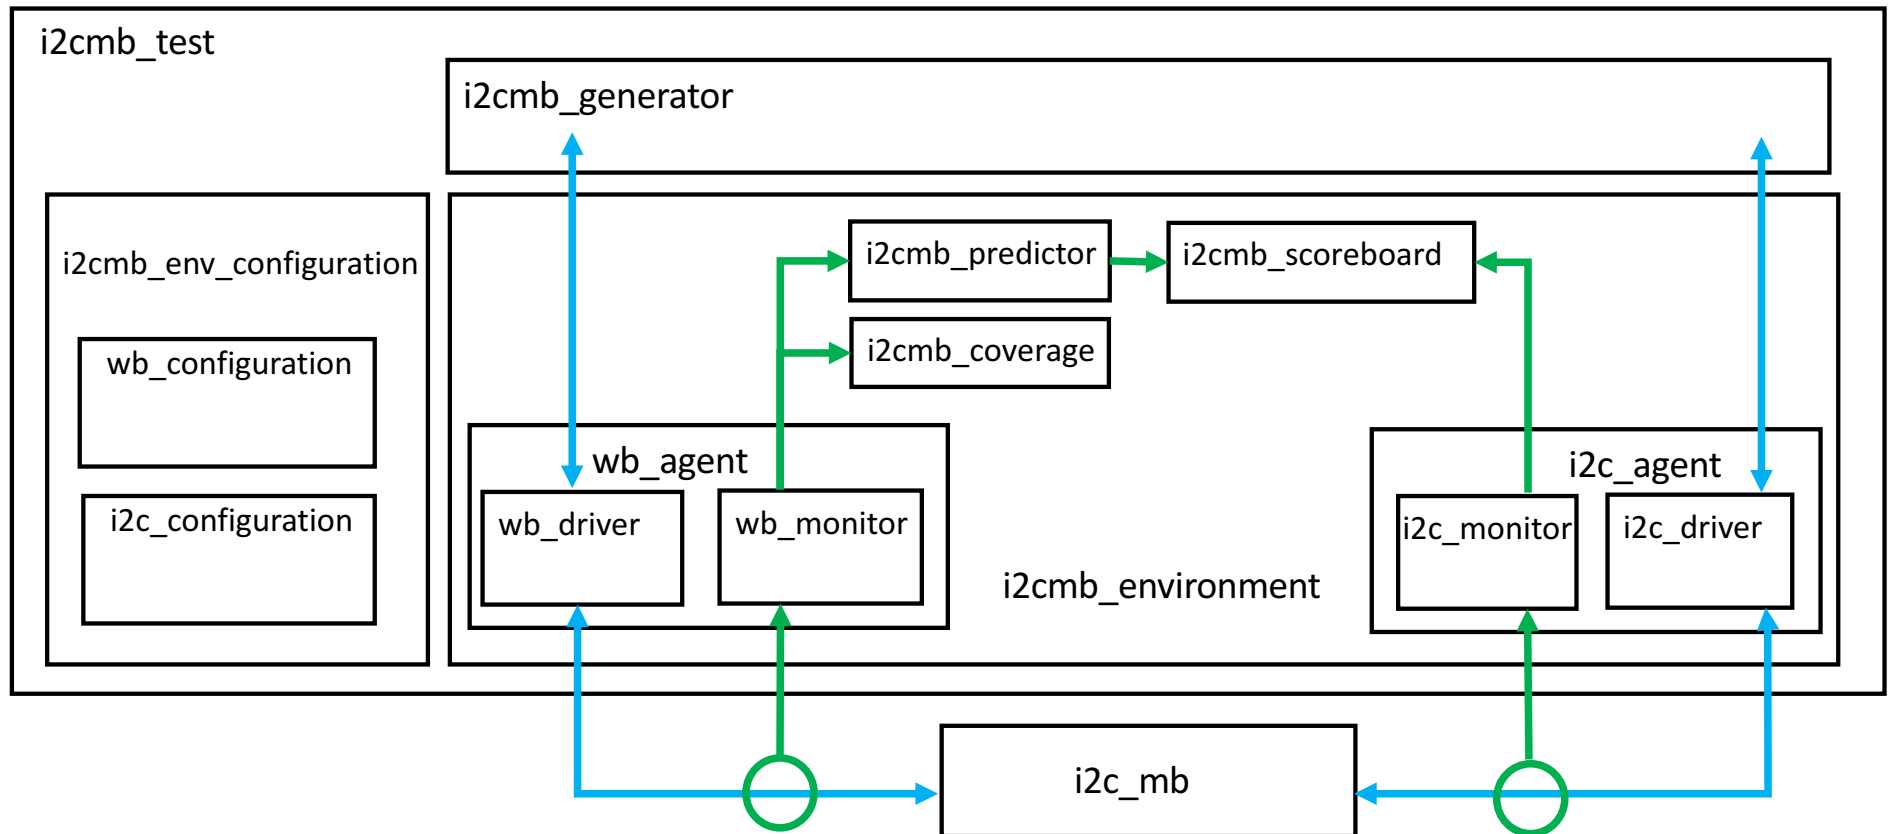 i2cmb_test
i2cmb_generator
i2cmb_env_configuration
wb_configuration
i2c_configuration
i2cmb_predictor
i2cmb_scoreboard
i2cmb_coverage
wb_agent
wb_driver
wb_monitor
i2cmb_environment
i2c_agent
i2c_monitor
i2c_driver
i2c_mb